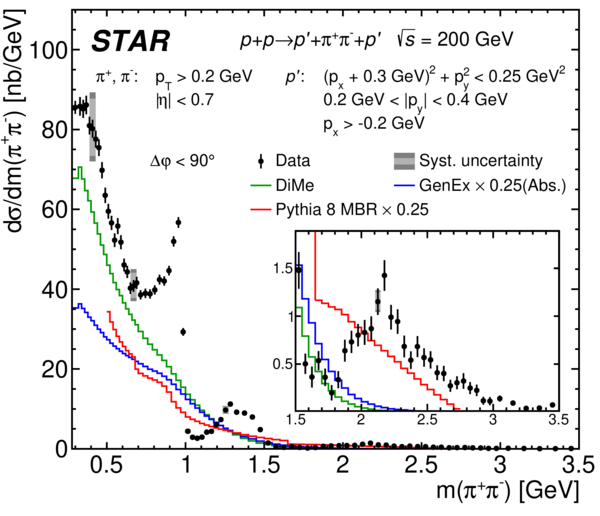 STAR p+p→p′+π⁺π⁻+p′ √s = 200 GeV
π⁺, π⁻: p_T > 0.2 GeV p′: (p_x + 0.3 GeV)² + p_y² < 0.25 GeV²
|η| < 0.7 0.2 GeV < |p_y| < 0.4 GeV
p_x > -0.2 GeV
Δφ < 90° Data Syst. uncertainty
DiMe GenEx × 0.25(Abs.)
Pythia 8 MBR × 0.25
dσ/dm(π⁺π⁻) [nb/GeV]
100
80
60
40
20
0
1.5
1
0.5
1.5 2 2.5 3 3.5
0.5 1 1.5 2 2.5 3 3.5
m(π⁺π⁻) [GeV]